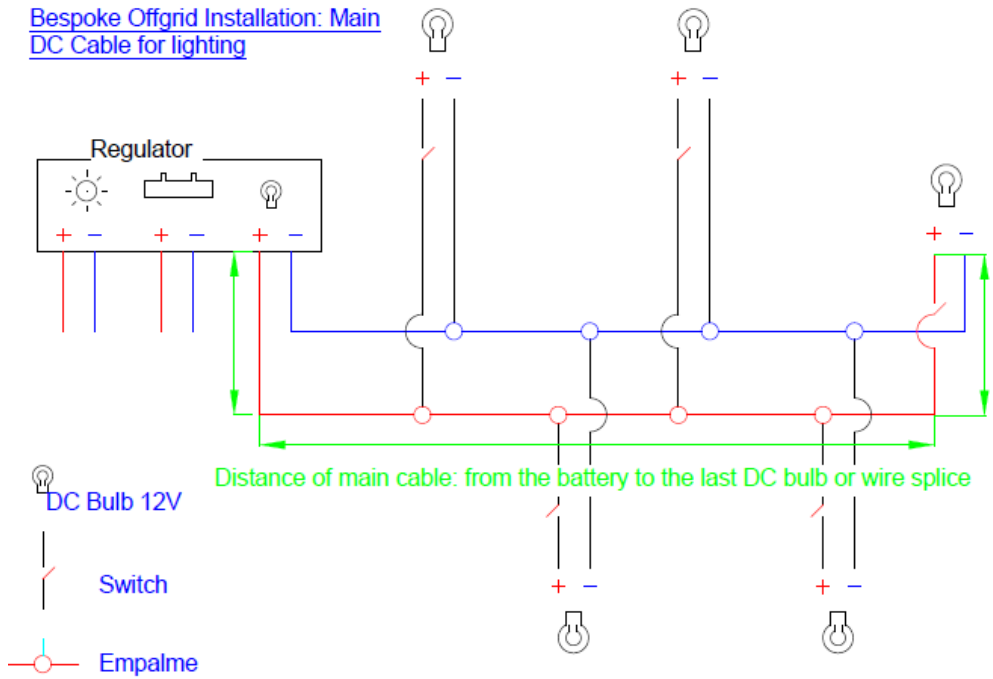 Bespoke Offgrid Installation: Main
DC Cable for lighting
+ −
+ −
Regulator
+ −
+ − + − + −
Distance of main cable: from the battery to the last DC bulb or wire splice
DC Bulb 12V
Switch
+ −
+ −
Empalme